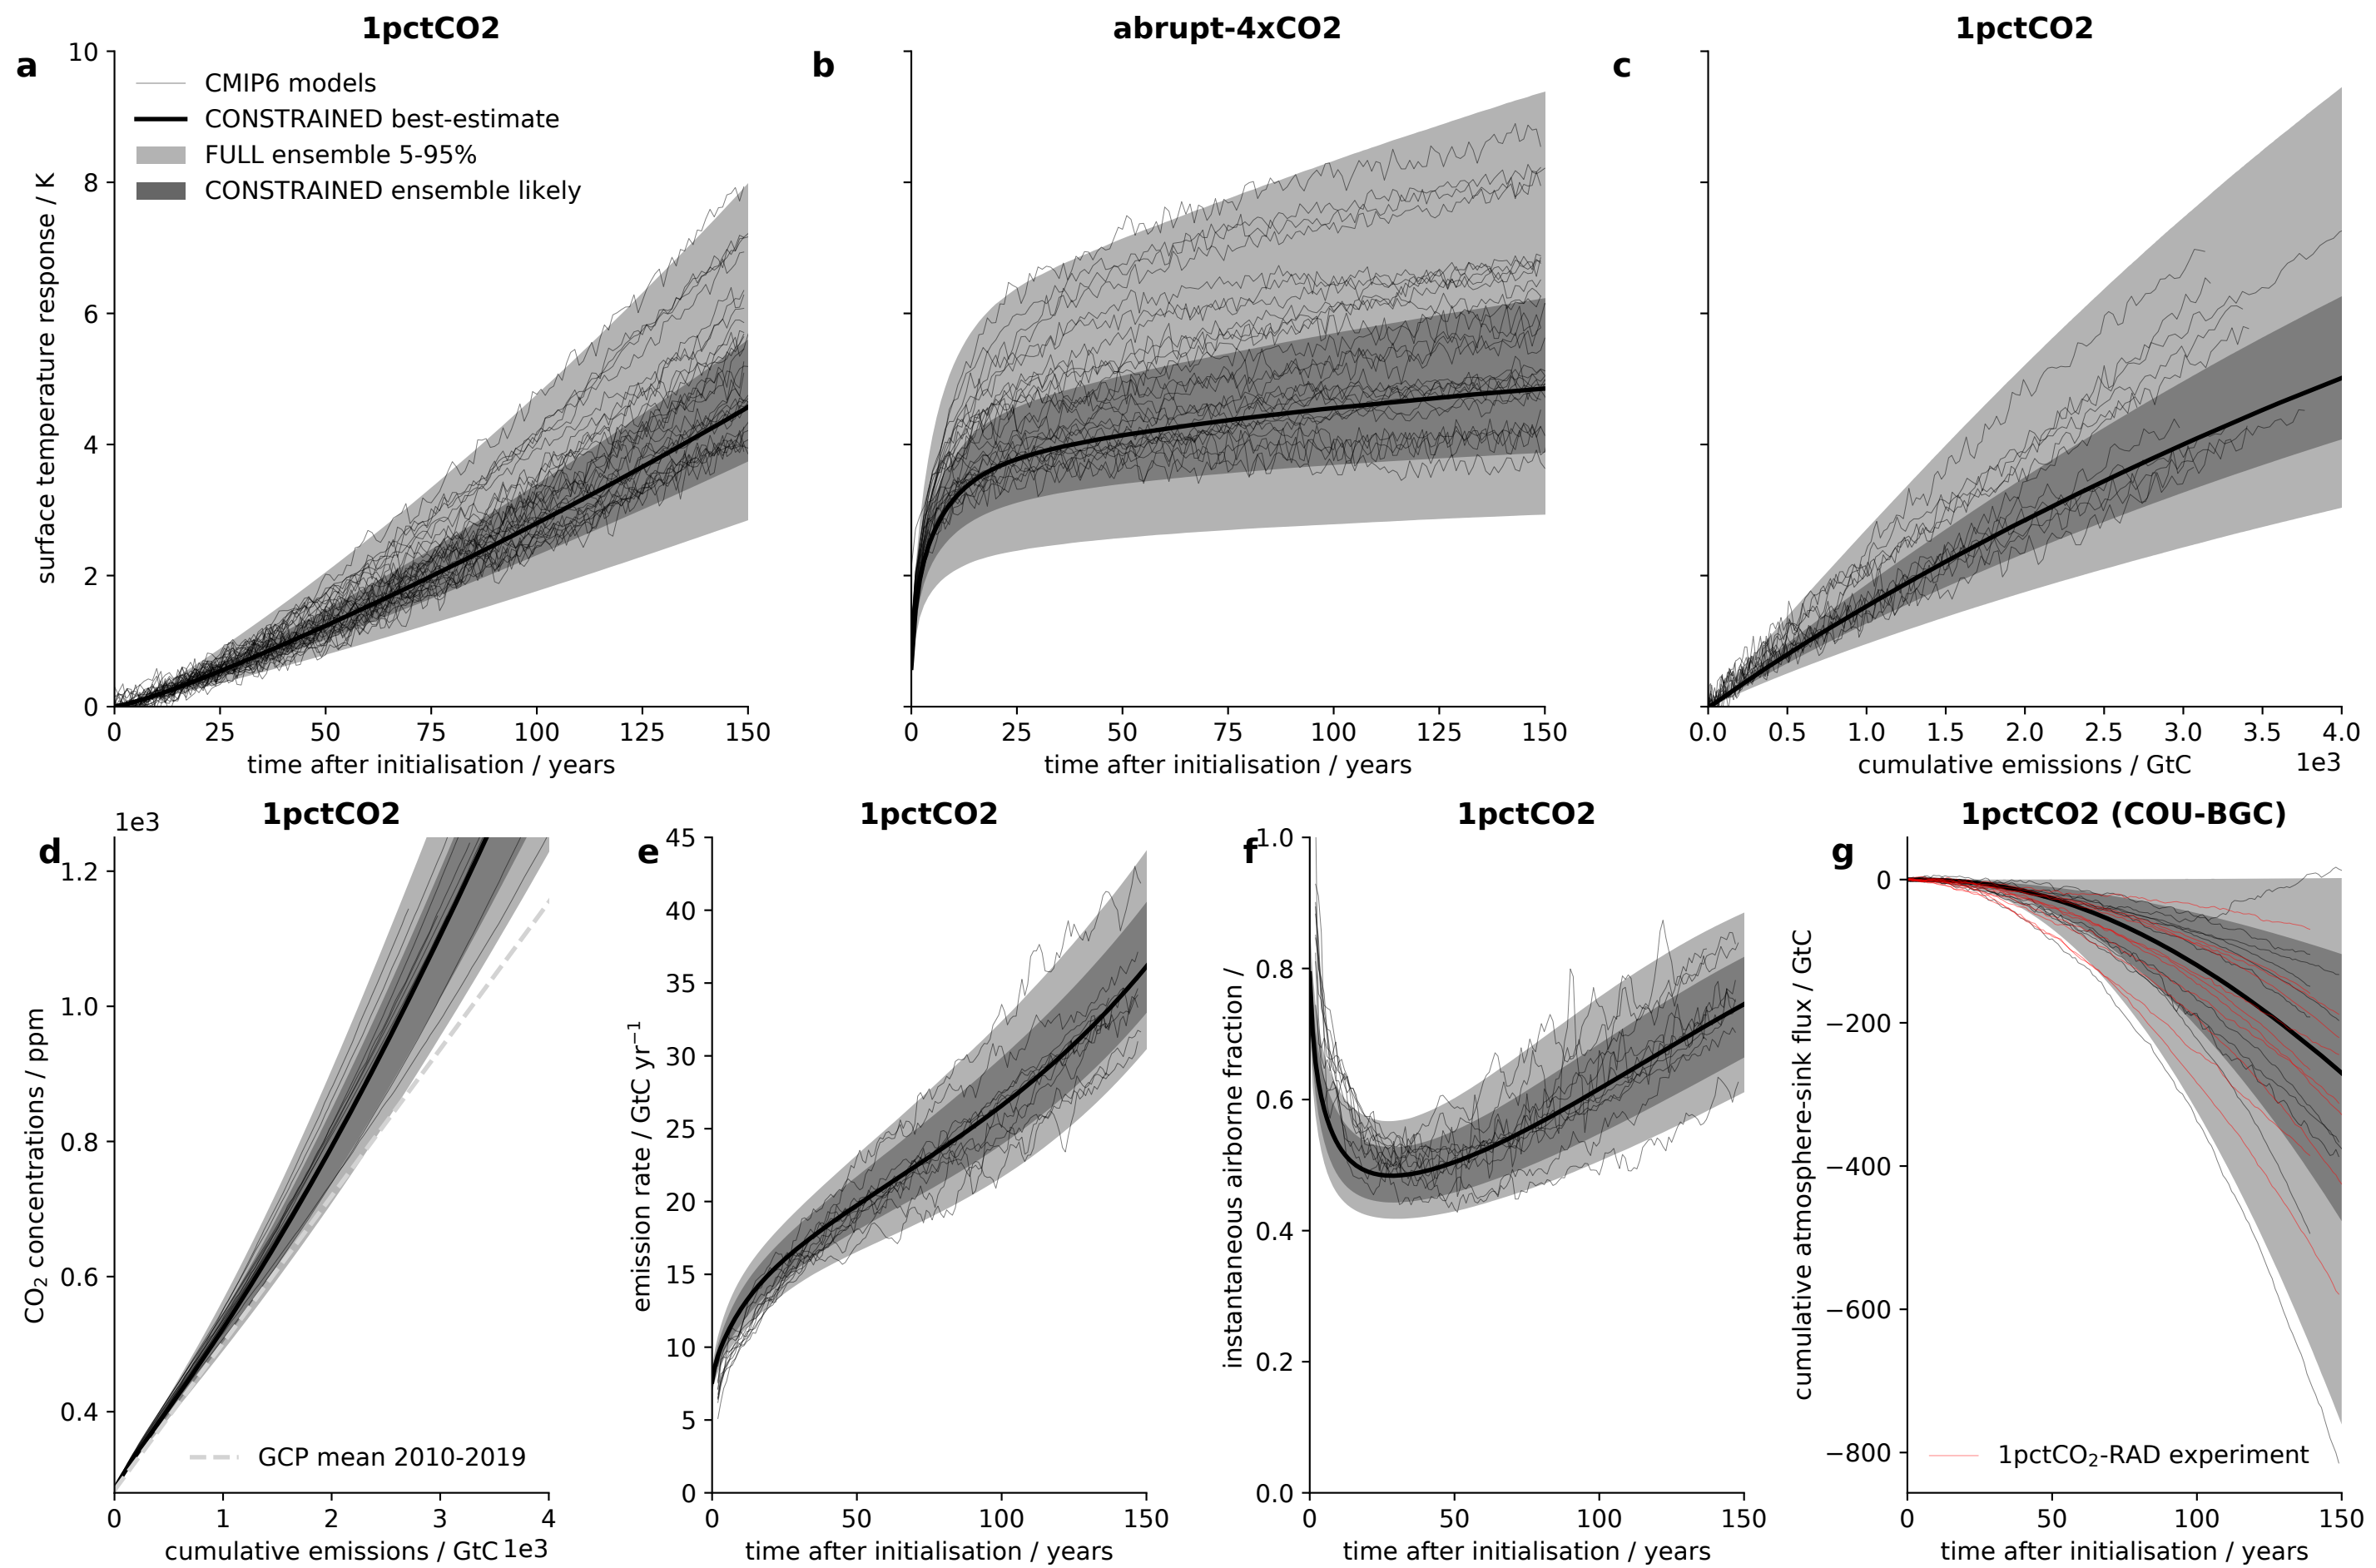 1pctCO2
abrupt-4xCO2
1pctCO2
a
b
c
10
8
6
4
2
0
surface temperature response / K
CMIP6 models
CONSTRAINED best-estimate
FULL ensemble 5-95%
CONSTRAINED ensemble likely
0 25 50 75 100 125 150
time after initialisation / years
0 25 50 75 100 125 150
time after initialisation / years
0.0 0.5 1.0 1.5 2.0 2.5 3.0 3.5 4.0
cumulative emissions / GtC
1e3
1pctCO2
1pctCO2
1pctCO2
1pctCO2 (COU-BGC)
d
1e3
1.2
1.0
0.8
0.6
0.4
CO₂ concentrations / ppm
GCP mean 2010-2019
0 1 2 3 4
cumulative emissions / GtC
1e3
e
45
40
35
30
25
20
15
10
5
0
emission rate / GtC yr⁻¹
0 50 100 150
time after initialisation / years
f
1.0
0.8
0.6
0.4
0.2
0.0
instantaneous airborne fraction /
0 50 100 150
time after initialisation / years
g
0
−200
−400
−600
−800
cumulative atmosphere-sink flux / GtC
1pctCO₂-RAD experiment
0 50 100 150
time after initialisation / years